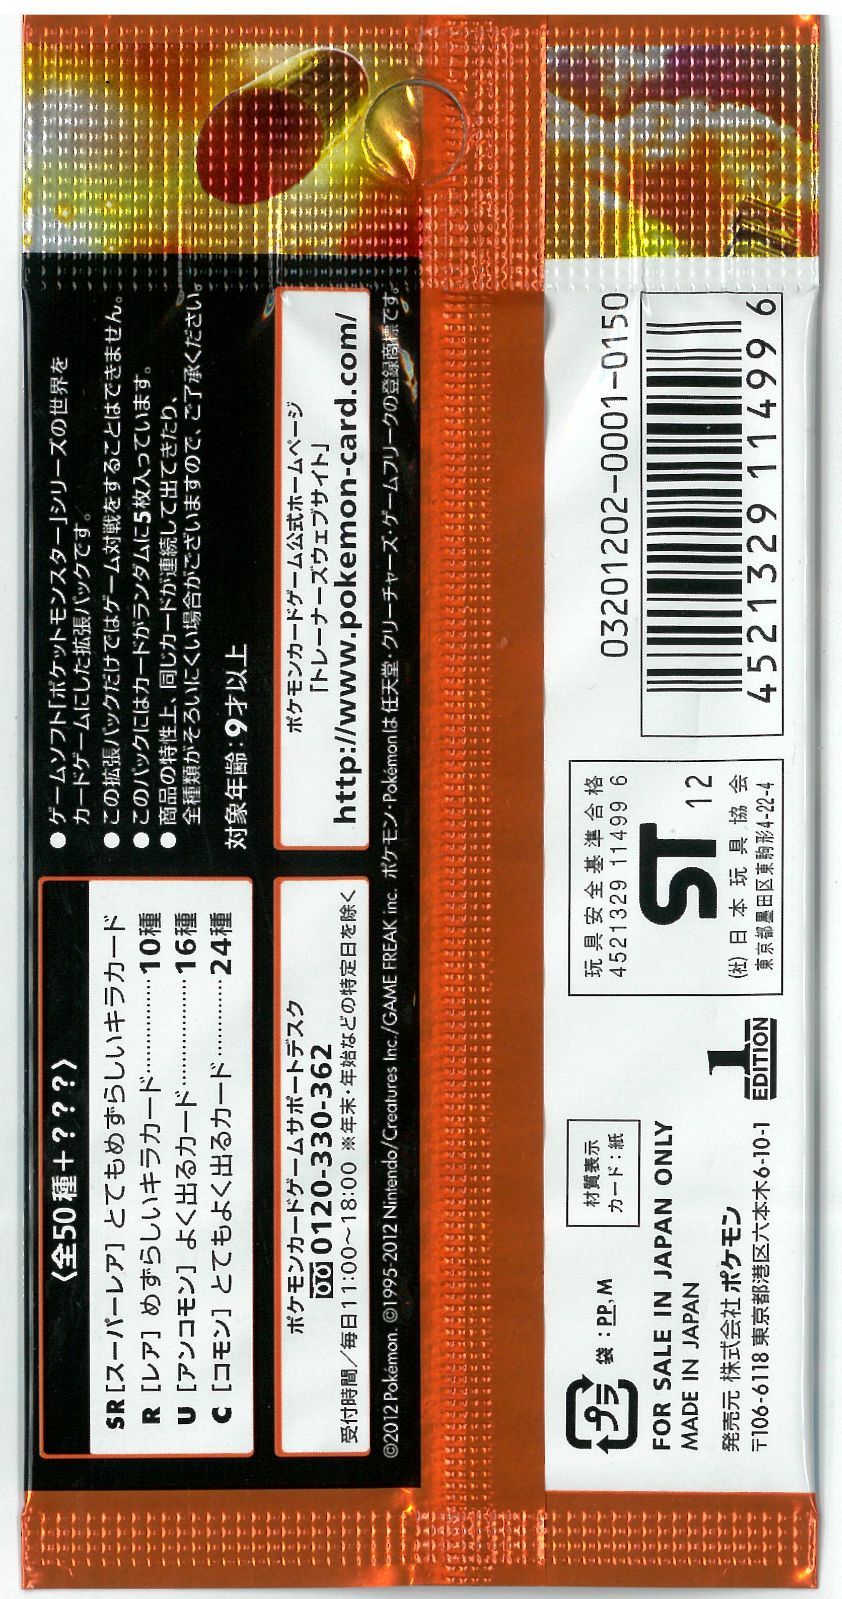 ●ゲームソフト「ポケットモンスター」シリーズの世界を
カードゲームにした拡張パックです。
●この拡張パックだけではゲーム対戦をすることはできません。
●このパックにはカードがランダムに5枚入っています。
●商品の特性上、同じカードが連続して出てきたり、
全種類がそろいにくい場合がございますので、ご了承ください。
対象年齢:9才以上
〈全50種+???〉
SR[スーパーレア]とてもめずらしいキラカード
R [レア]めずらしいキラカード…………10種
U [アンコモン]よく出るカード…………16種
C [コモン]とてもよく出るカード…………24種
ポケモンカードゲーム公式ホームページ
「トレーナーズウェブサイト」
http://www.pokemon-card.com/
ポケモンカードゲームサポートデスク
0120-330-362
受付時間/毎日11:00~18:00 ※年末・年始などの特定日を除く
©2012 Pokémon. ©1995-2012 Nintendo/Creatures Inc./GAME FREAK inc. ポケモン・Pokémonは任天堂・クリーチャーズ・ゲームフリークの登録商標です。
03201202-0001-0150
4521329 114996
玩具安全基準合格
4521329 11499 6
ST 12
(社)日本玩具協会
東京都墨田区東駒形4-22-4
1 EDITION
材質表示
カード:紙
プラ
袋:PP,M
FOR SALE IN JAPAN ONLY
MADE IN JAPAN
発売元 株式会社ポケモン
〒106-6118 東京都港区六本木6-10-1